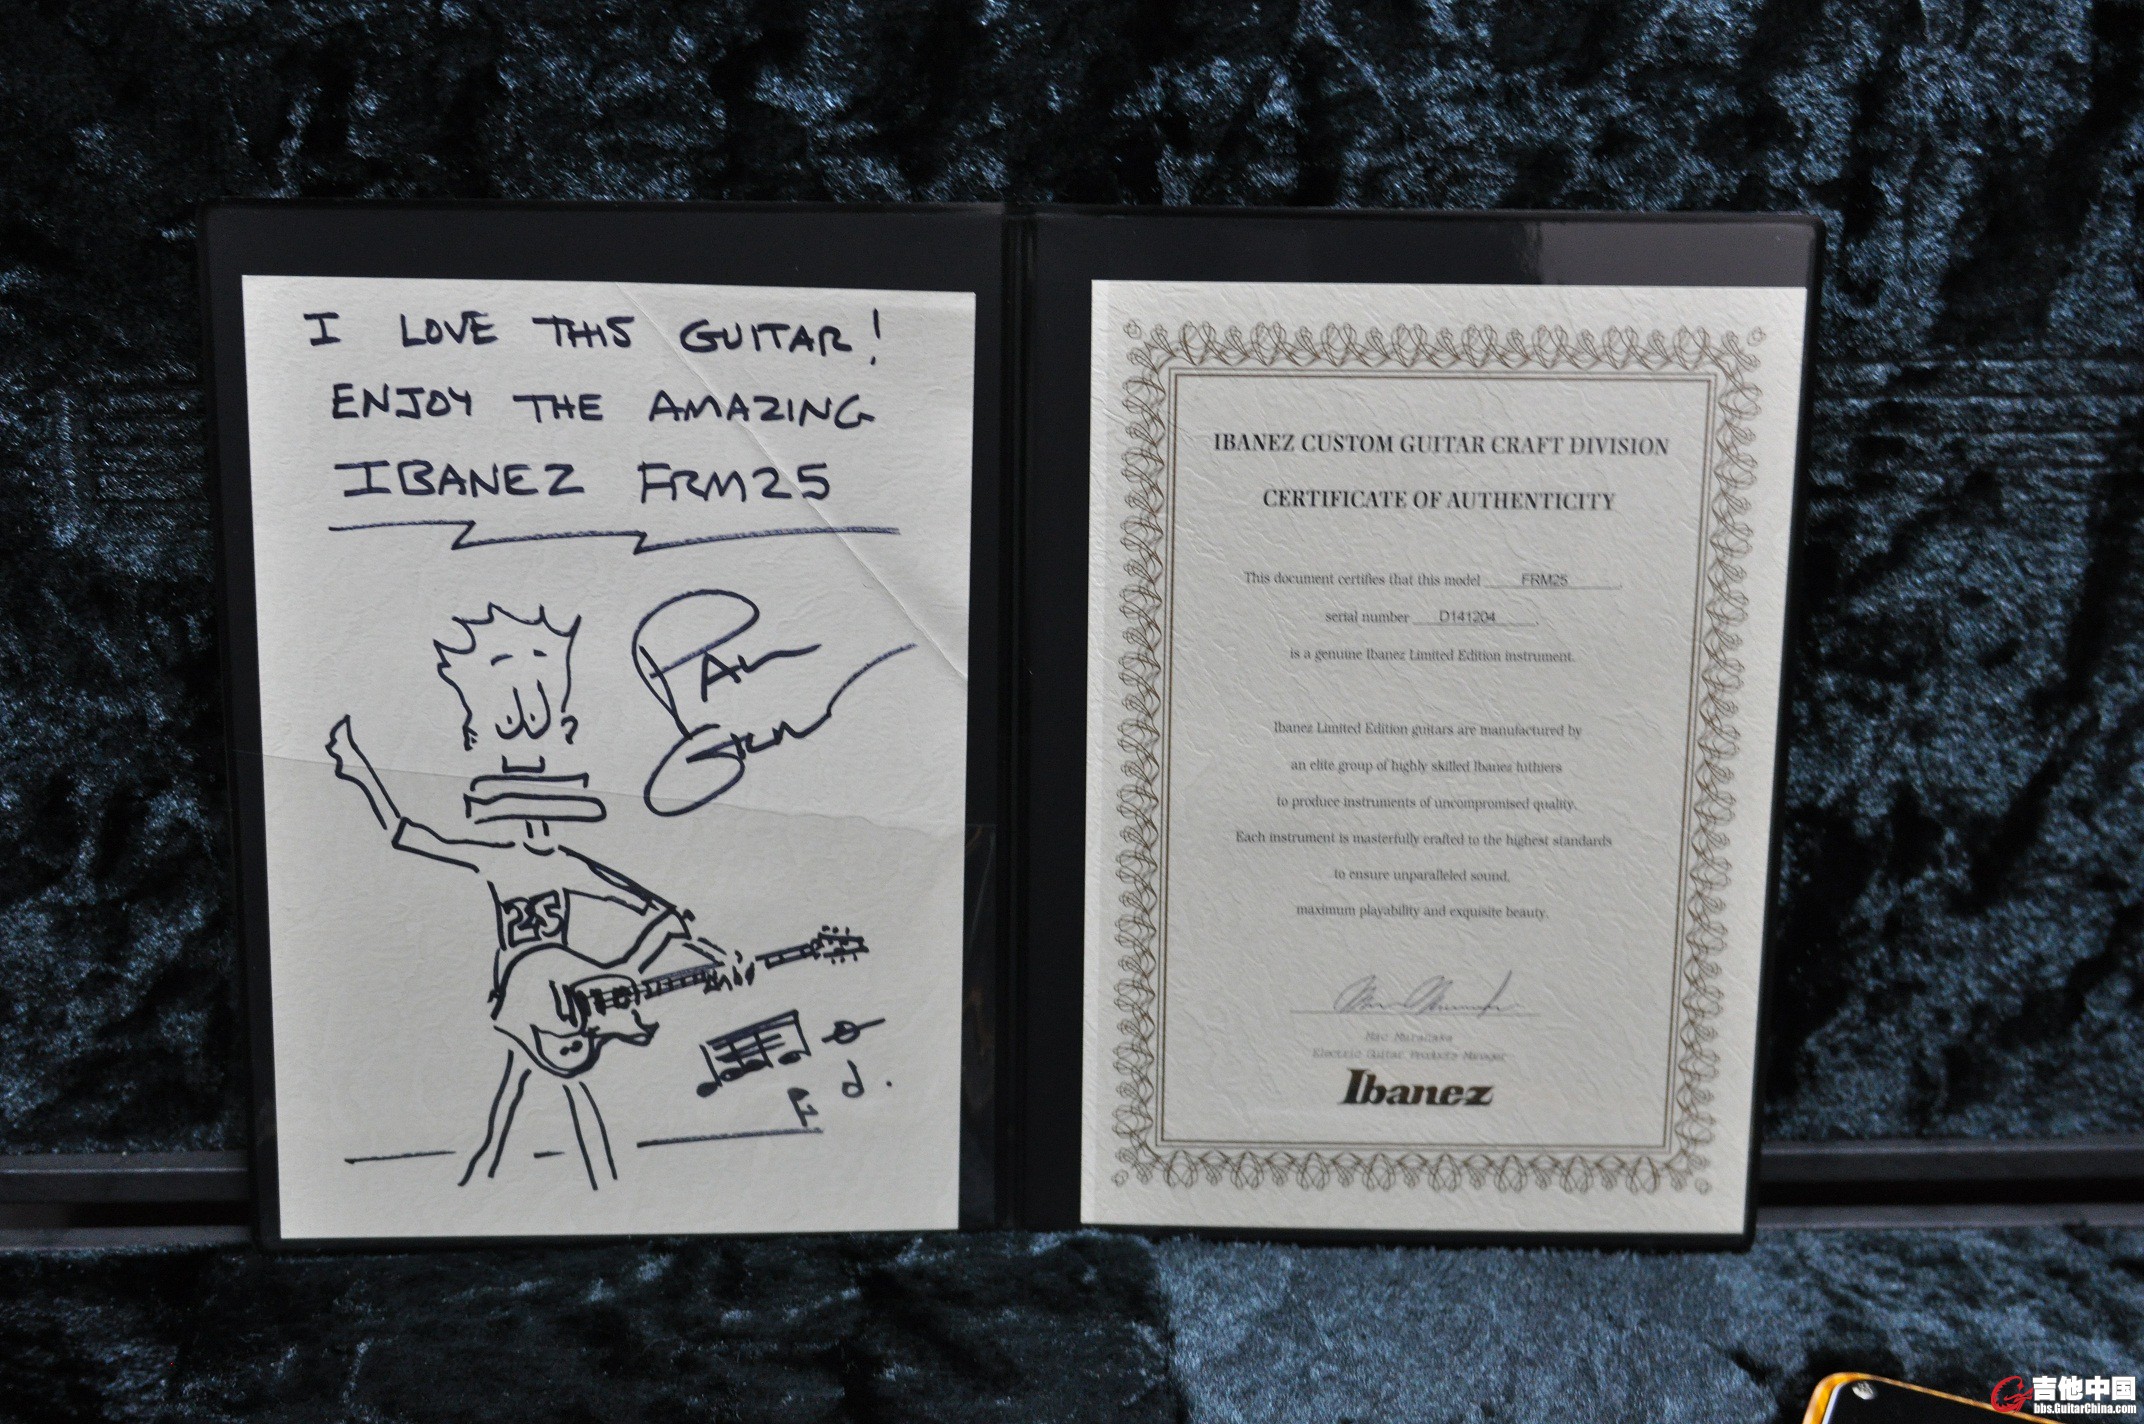 I LOVE THIS GUITAR!
ENJOY THE AMAZING
IBANEZ FRM25
25
IBANEZ CUSTOM GUITAR CRAFT DIVISION
CERTIFICATE OF AUTHENTICITY
This document certifies that this model FRM25.
serial number D141204.
is a genuine Ibanez Limited Edition instrument.
Ibanez Limited Edition guitars are manufactured by
an elite group of highly skilled Ibanez luthiers
to produce instruments of uncompromised quality.
Each instrument is masterfully crafted to the highest standards
to ensure unparalleled sound,
maximum playability and exquisite beauty.
Electric Guitar Products Manager
Ibanez
吉他中国
bbs.GuitarChina.com